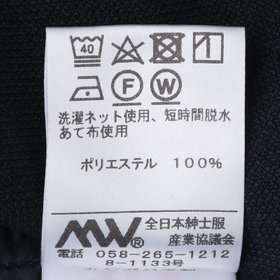 40
F W
洗濯ネット使用、短時間脱水
あて布使用
ポリエステル 100%
MW® 全日本紳士服
産業協議会
電話 058-265-1212
8-1133号